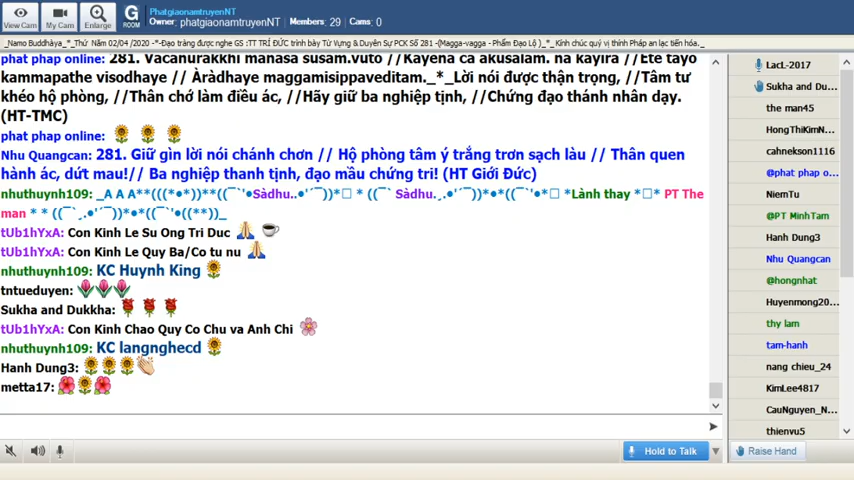 View Cam
My Cam
Enlarge
G
ROOM
PhatgiaonamtruyenNT
Owner: phatgiaonamtruyenNT | Members: 29 | Cams: 0
_Namo Buddhàya_*_Thứ Năm 02/04 /2020 -*-Đạo tràng được nghe GS :TT TRÍ ĐỨC trình bày Từ Vựng & Duyên Sự PCK Số 281 -(Magga-vagga - Phẩm Đạo Lộ )_*_ Kính chúc quý vị thính Pháp an lạc tiến hóa._
phat phap online: 281. Vacanurakkhi manasa susam.vuto //Kayena ca akusalam. na kayira //Ete tayo
kammapathe visodhaye // Àràdhaye maggamisippaveditam._*_Lời nói được thận trọng, //Tâm tư
khéo hộ phòng, //Thân chớ làm điều ác, //Hãy giữ ba nghiệp tịnh, //Chứng đạo thánh nhân dạy.
(HT-TMC)
phat phap online:
Nhu Quangcan: 281. Giữ gìn lời nói chánh chơn // Hộ phòng tâm ý trắng trơn sạch làu // Thân quen
hành ác, dứt mau!// Ba nghiệp thanh tịnh, đạo mầu chứng tri! (HT Giới Đức)
nhuthuynh109: _A A A**(((*•*))**((¯`'•Sàdhu..•'´¯))*□ * ((¯` Sàdhu.¸.•'´¯))*•*((¯`'•*□ *Lành thay *□* PT The
man * * ((¯`¸.•'´¯))*•*((¯`'•((**))_
tUb1hYxA: Con Kinh Le Su Ong Tri Duc
tUb1hYxA: Con Kinh Le Quy Ba/Co tu nu
nhuthuynh109: KC Huynh King
tntueduyen:
Sukha and Dukkha:
tUb1hYxA: Con Kinh Chao Quy Co Chu va Anh Chi
nhuthuynh109: KC langnghecd
Hanh Dung3:
metta17:
Hold to Talk
LacL-2017
Sukha and Du...
the man45
HongThiKimN...
cahnekson1116
@phat phap o...
NiemTu
@PT MinhTam
Hanh Dung3
Nhu Quangcan
@hongnhat
Huyenmong20...
thy lam
tam-hanh
nang chieu_24
KimLee4817
CauNguyen_N...
thienvu5
Raise Hand